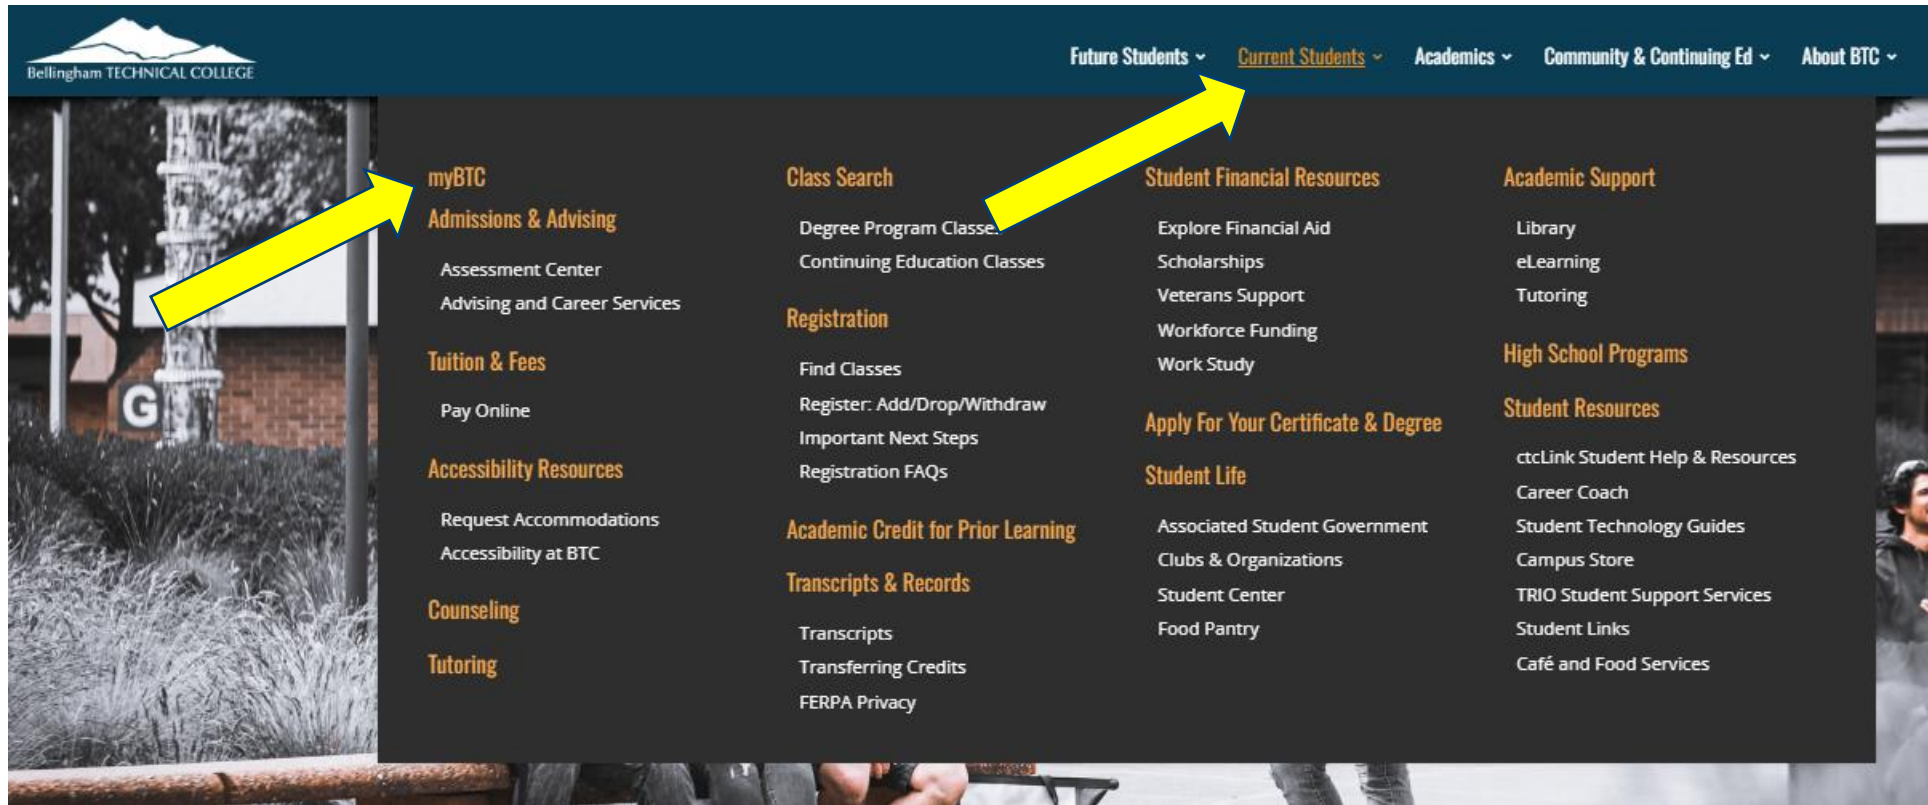 Bellingham TECHNICAL COLLEGE
Future Students
Current Students
Academics
Community & Continuing Ed
About BTC
myBTC
Admissions & Advising
Assessment Center
Advising and Career Services
Tuition & Fees
Pay Online
Accessibility Resources
Request Accommodations
Accessibility at BTC
Counseling
Tutoring
Class Search
Degree Program Classes
Continuing Education Classes
Registration
Find Classes
Register: Add/Drop/Withdraw
Important Next Steps
Registration FAQs
Academic Credit for Prior Learning
Transcripts & Records
Transcripts
Transferring Credits
FERPA Privacy
Student Financial Resources
Explore Financial Aid
Scholarships
Veterans Support
Workforce Funding
Work Study
Apply For Your Certificate & Degree
Student Life
Associated Student Government
Clubs & Organizations
Student Center
Food Pantry
Academic Support
Library
eLearning
Tutoring
High School Programs
Student Resources
ctcLink Student Help & Resources
Career Coach
Student Technology Guides
Campus Store
TRIO Student Support Services
Student Links
Café and Food Services
G